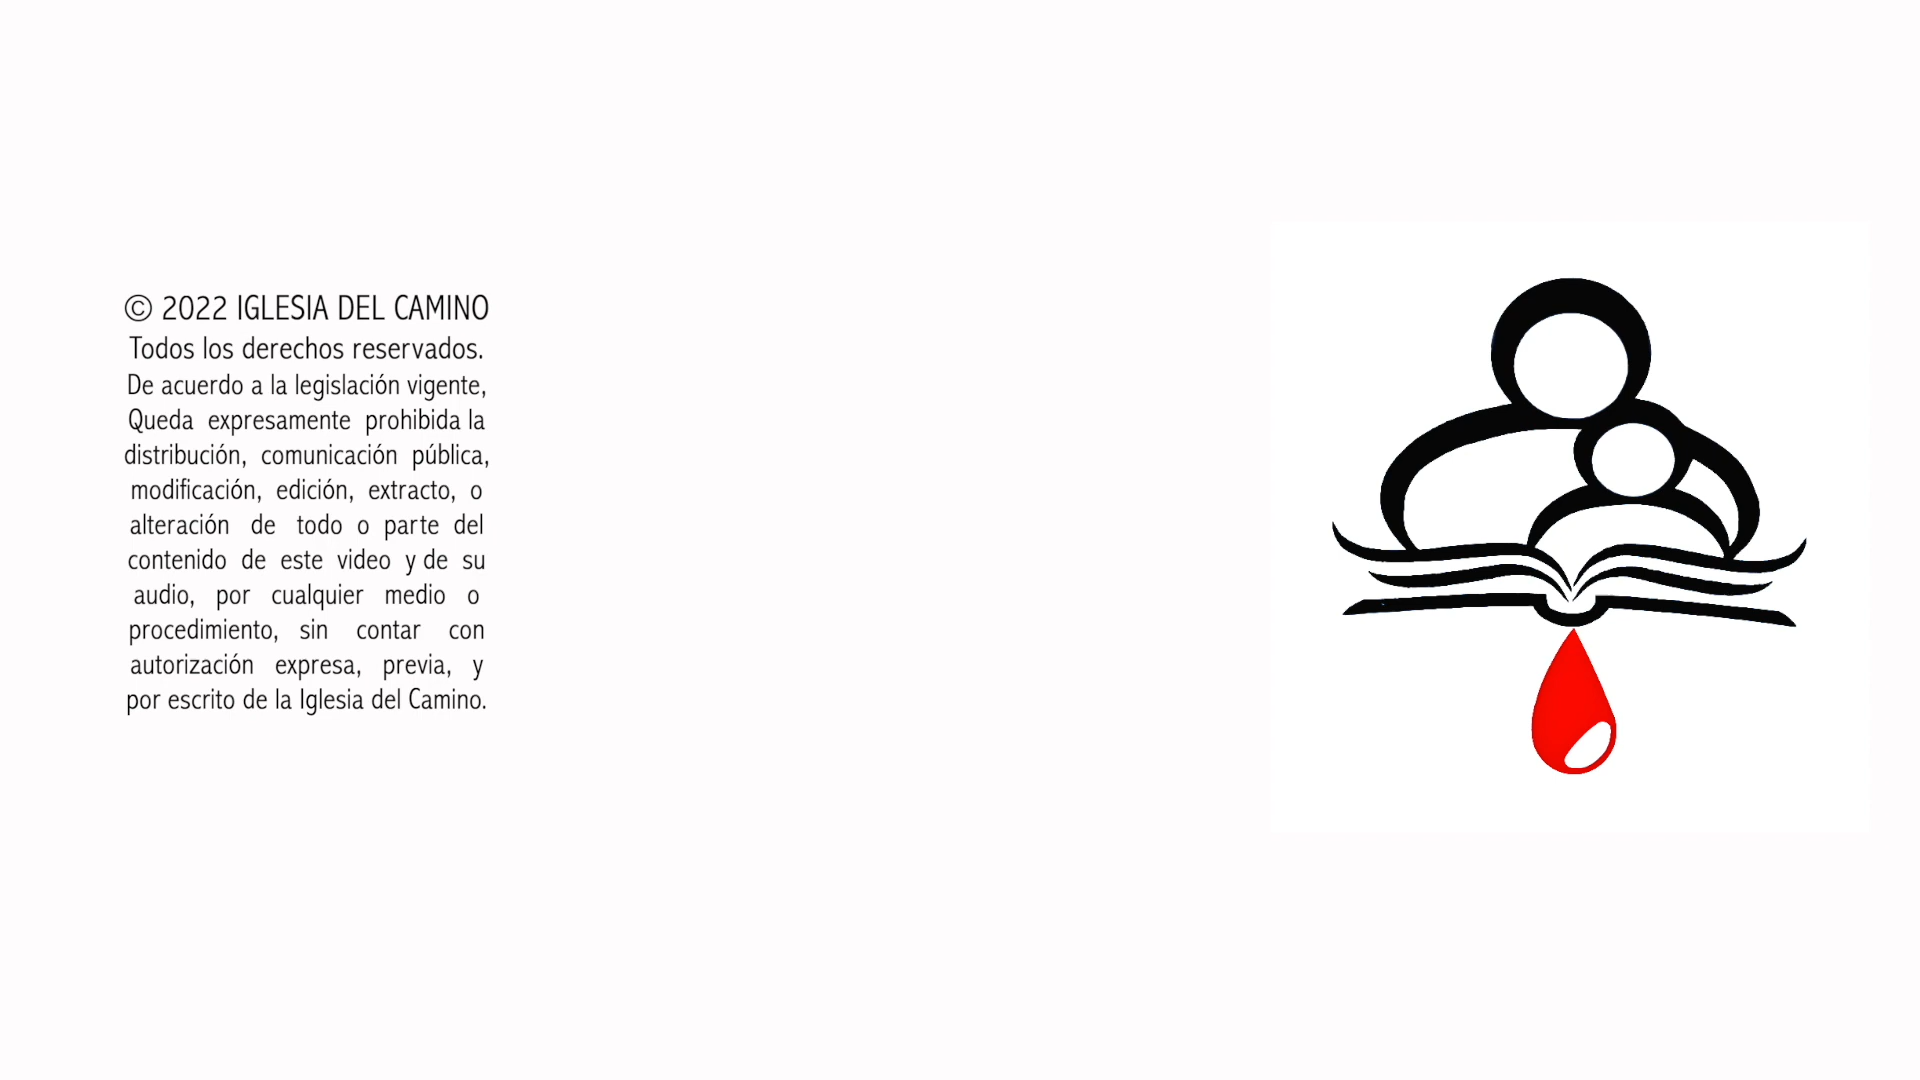 © 2022 IGLESIA DEL CAMINO
Todos los derechos reservados.
De acuerdo a la legislación vigente,
Queda expresamente prohibida la
distribución, comunicación pública,
modificación, edición, extracto, o
alteración de todo o parte del
contenido de este video y de su
audio, por cualquier medio o
procedimiento, sin contar con
autorización expresa, previa, y
por escrito de la Iglesia del Camino.